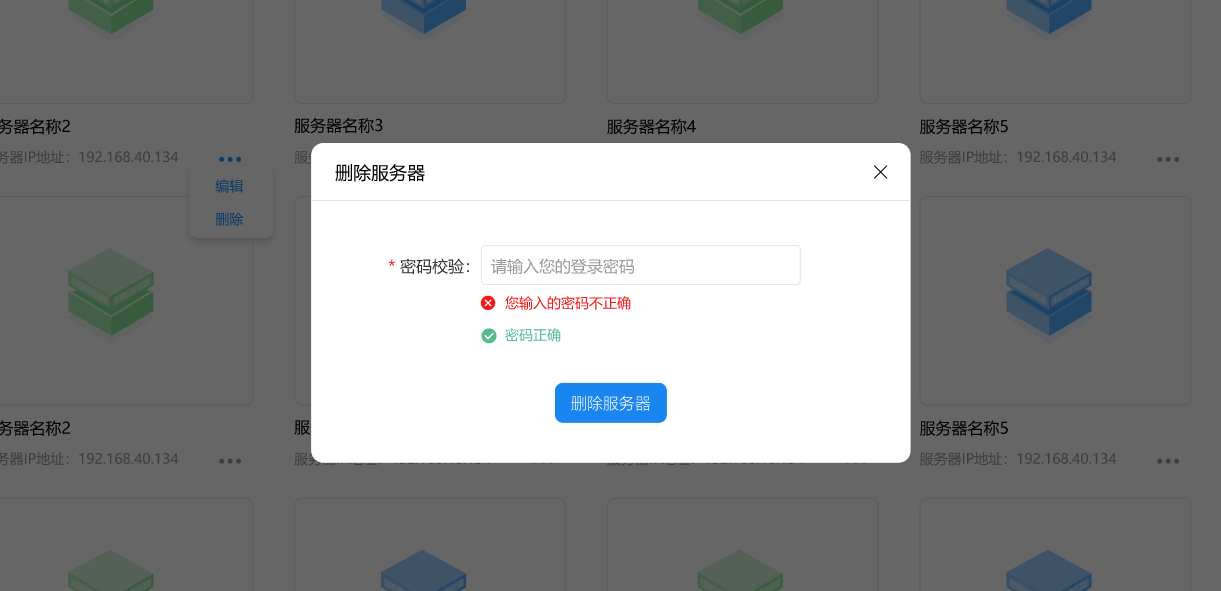 务器名称2
服务器名称3
服务器名称4
服务器名称5
务器IP地址：192.168.40.134
服
服务器IP地址：192.168.40.134
编辑
删除
删除服务器
* 密码校验：
请输入您的登录密码
您输入的密码不正确
密码正确
删除服务器
务器名称2
服
服务器名称5
务器IP地址：192.168.40.134
服务器IP地址：192.168.40.134